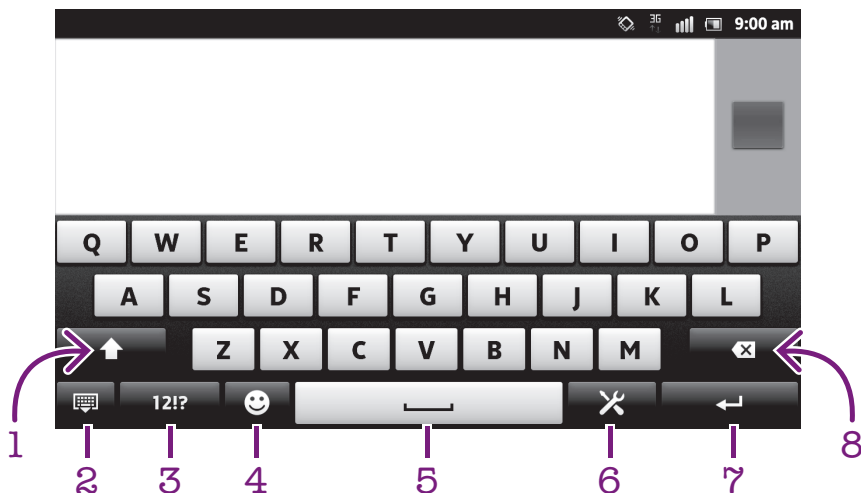 3G 9:00 am
Q W E R T Y U I O P
A S D F G H J K L
Z X C V B N M
12!?
1 8
2 3 4 5 6 7